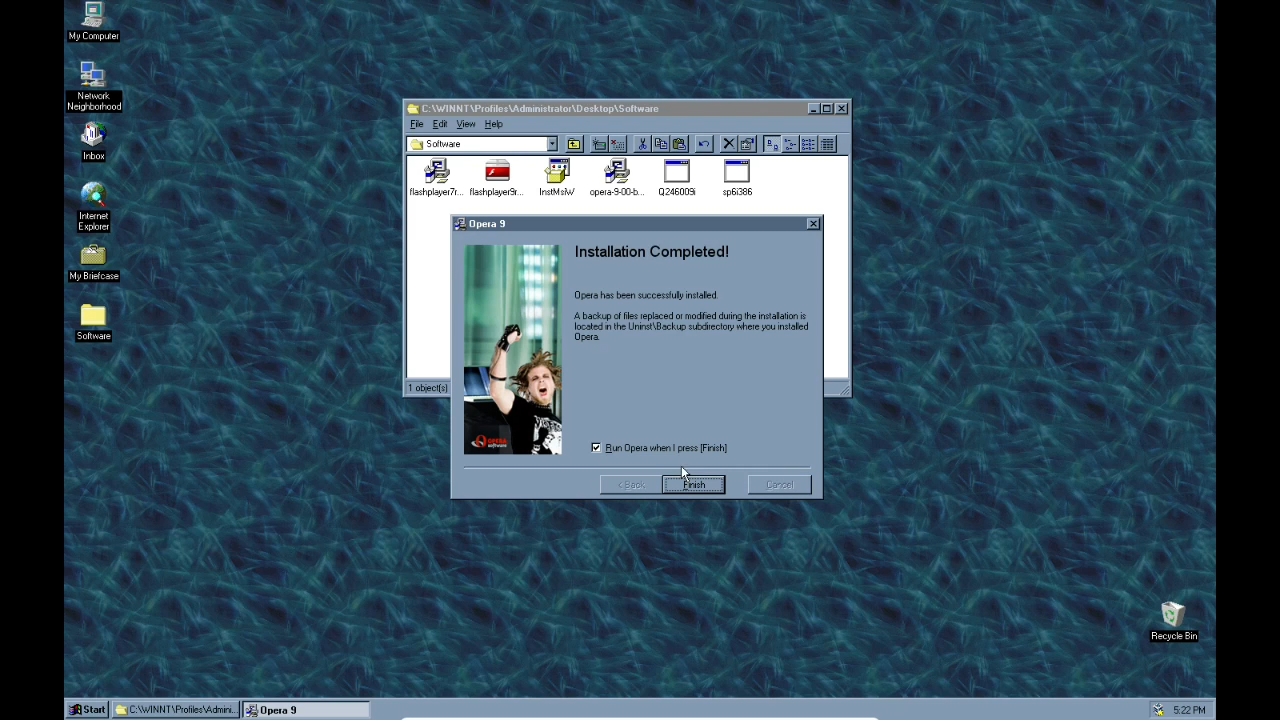 My Computer
Network
Neighborhood
Inbox
Internet
Explorer
My Briefcase
Software
C:\WINNT\Profiles\Administrator\Desktop\Software
File Edit View Help
Software
flashplayer7r... flashplayer9r... InstMsiW opera-9-00-b... Q246009i sp6i386
Opera 9
Installation Completed!
Opera has been successfully installed.
A backup of files replaced or modified during the installation is
located in the Uninst\Backup subdirectory where you installed
Opera.
OPERA
software
Run Opera when I press [Finish]
< Back Finish Cancel
1 object(s)
Recycle Bin
Start C:\WINNT\Profiles\Admini... Opera 9 5:22 PM